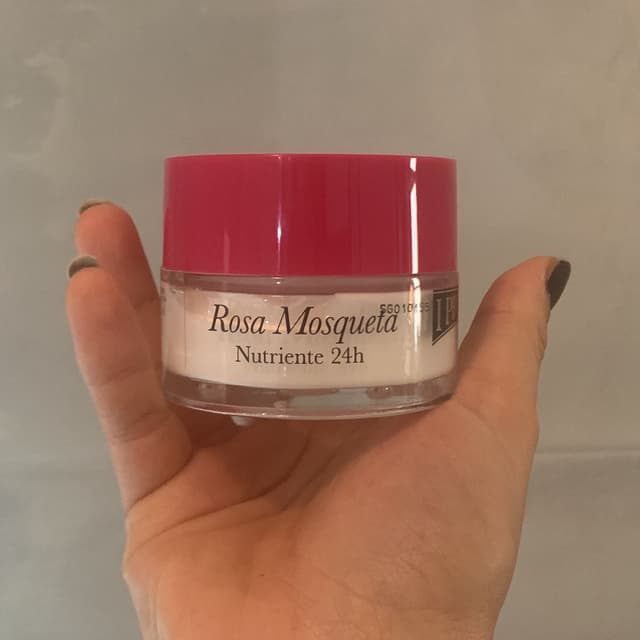 Rosa Mosqueta
Nutriente 24h